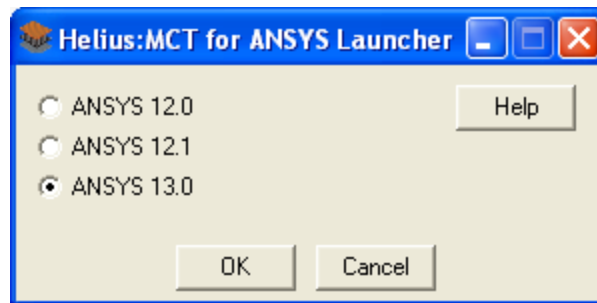 Helius:MCT for ANSYS Launcher
ANSYS 12.0
Help
ANSYS 12.1
ANSYS 13.0
OK
Cancel